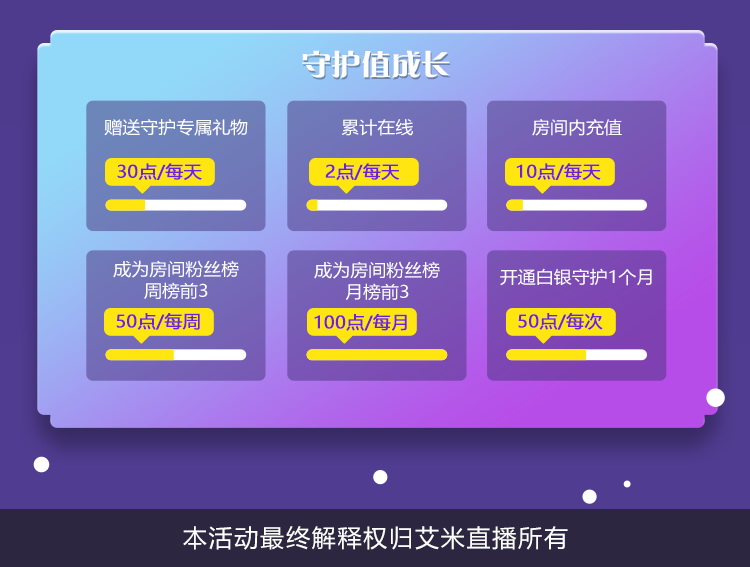 守护值成长
赠送守护专属礼物
30点/每天
累计在线
2点/每天
房间内充值
10点/每天
成为房间粉丝榜
周榜前3
50点/每周
成为房间粉丝榜
月榜前3
100点/每月
开通白银守护1个月
50点/每次
本活动最终解释权归艾米直播所有